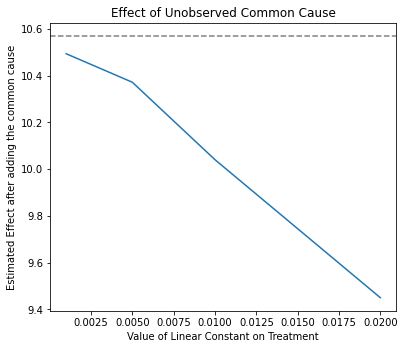 Effect of Unobserved Common Cause
Estimated Effect after adding the common cause
10.6
10.4
10.2
10.0
9.8
9.6
9.4
0.0025 0.0050 0.0075 0.0100 0.0125 0.0150 0.0175 0.0200
Value of Linear Constant on Treatment